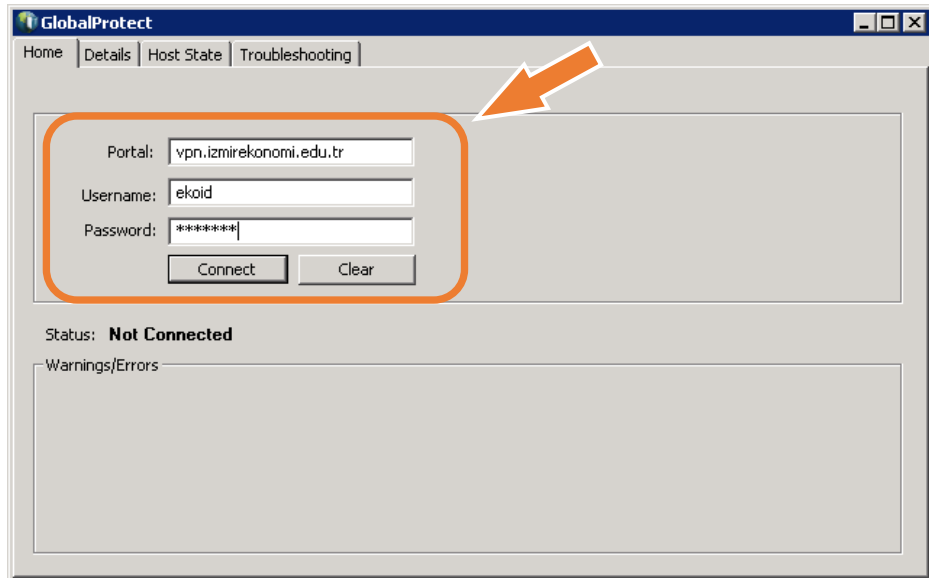 GlobalProtect
Home Details Host State Troubleshooting
Portal: vpn.izmirekonomi.edu.tr
Username: ekoid
Password: *******
Connect Clear
Status: Not Connected
Warnings/Errors